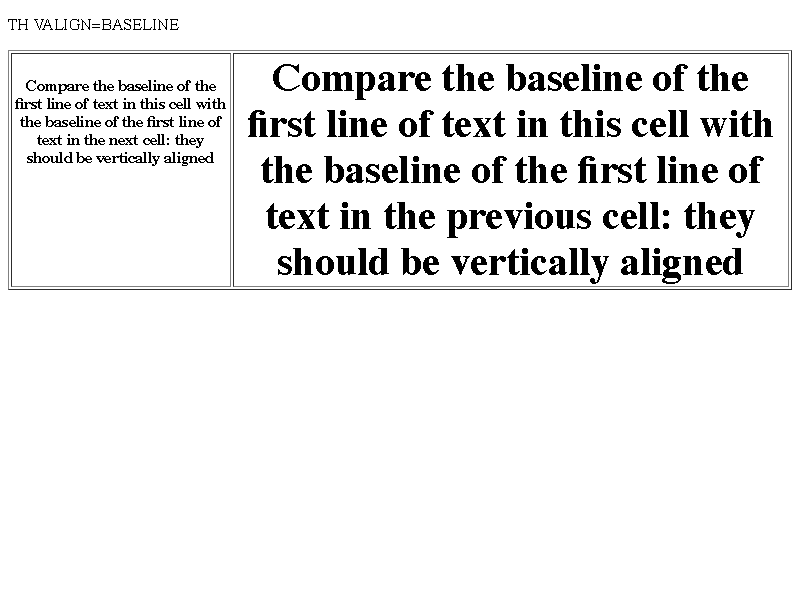 TH VALIGN=BASELINE
Compare the baseline of the
first line of text in this cell with
the baseline of the first line of
text in the next cell: they
should be vertically aligned
Compare the baseline of the
first line of text in this cell with
the baseline of the first line of
text in the previous cell: they
should be vertically aligned